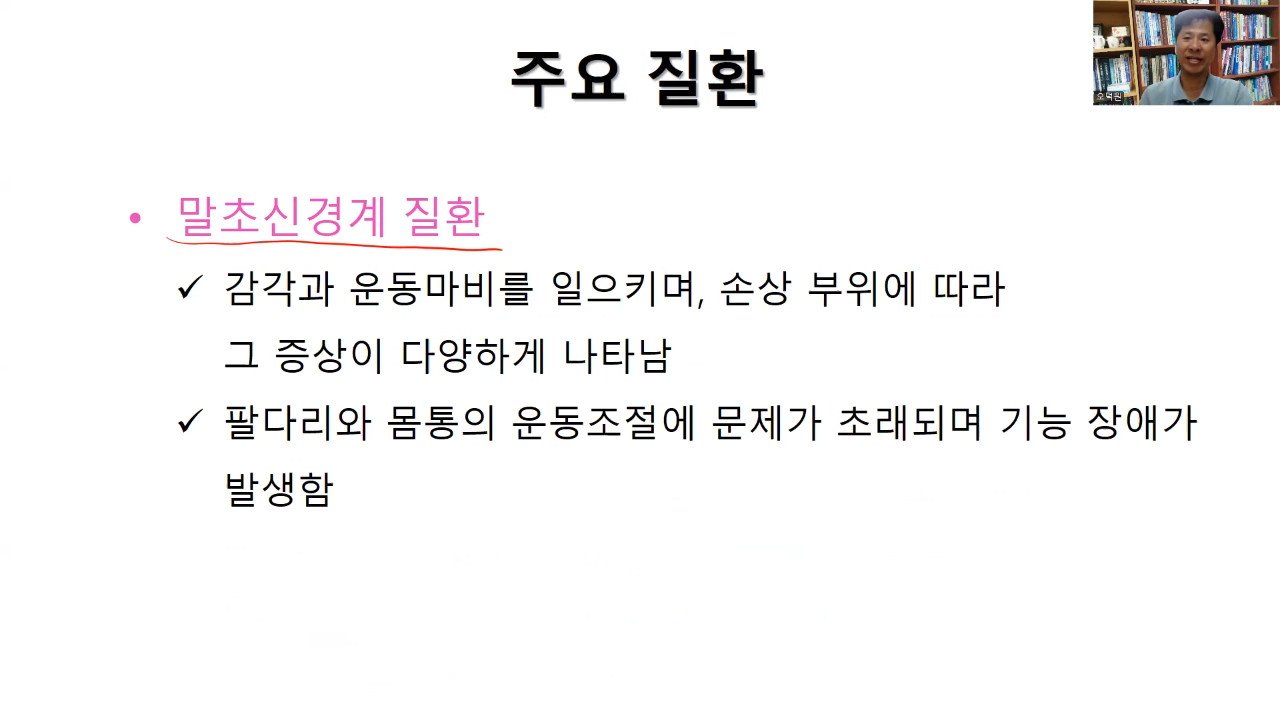 주요 질환
오덕원
• 말초신경계 질환
✓ 감각과 운동마비를 일으키며, 손상 부위에 따라
그 증상이 다양하게 나타남
✓ 팔다리와 몸통의 운동조절에 문제가 초래되며 기능 장애가
발생함